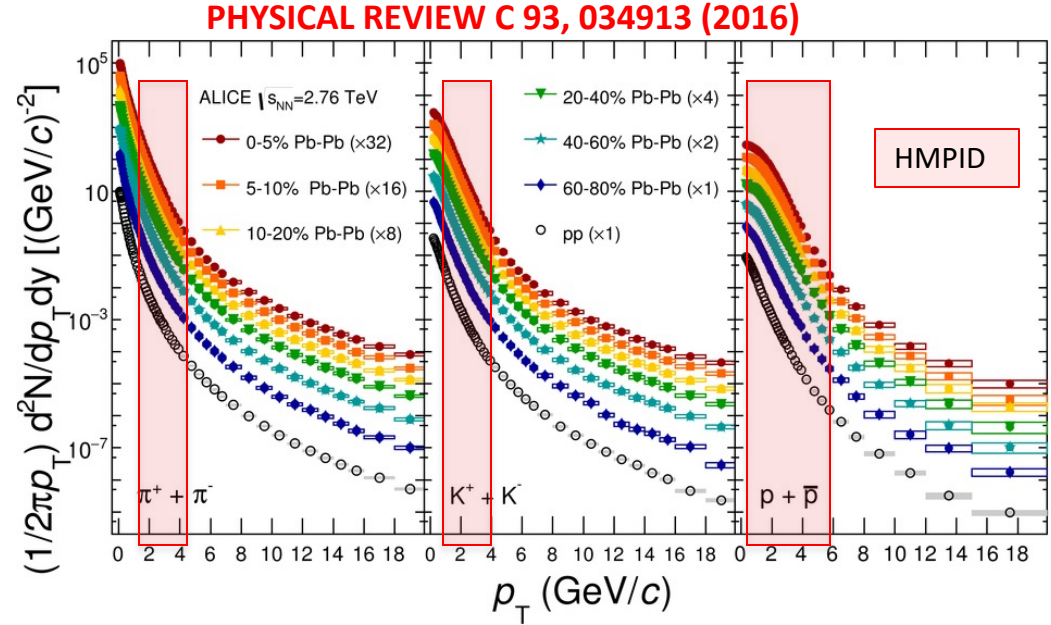 PHYSICAL REVIEW C 93, 034913 (2016)
(1/2πp_T) d²N/dp_Tdy [(GeV/c)⁻²]
10⁵
10
10⁻³
10⁻⁷
ALICE √s_NN=2.76 TeV
0-5% Pb-Pb (×32)
5-10% Pb-Pb (×16)
10-20% Pb-Pb (×8)
20-40% Pb-Pb (×4)
40-60% Pb-Pb (×2)
60-80% Pb-Pb (×1)
pp (×1)
HMPID
π⁺ + π⁻
K⁺ + K⁻
p + p̅
0 2 4 6 8 10 12 14 16 18
0 2 4 6 8 10 12 14 16 18
0 2 4 6 8 10 12 14 16 18
p_T (GeV/c)